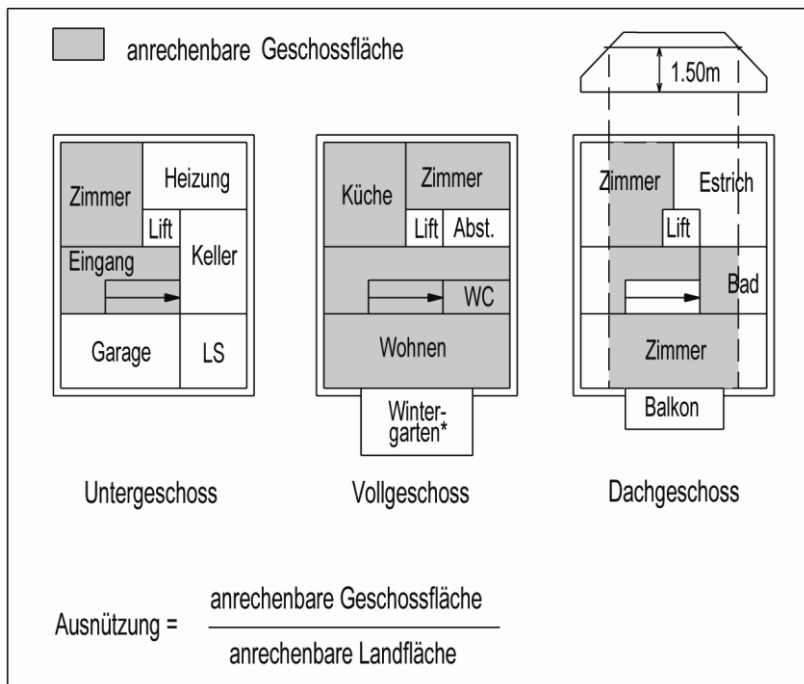 anrechenbare Geschossfläche
1.50m
Zimmer
Heizung
Lift
Eingang
Keller
Garage
LS
Untergeschoss
Küche
Zimmer
Lift
Abst.
WC
Wohnen
Winter-
garten*
Vollgeschoss
Zimmer
Estrich
Lift
Bad
Zimmer
Balkon
Dachgeschoss
Ausnützung =
anrechenbare Geschossfläche
anrechenbare Landfläche